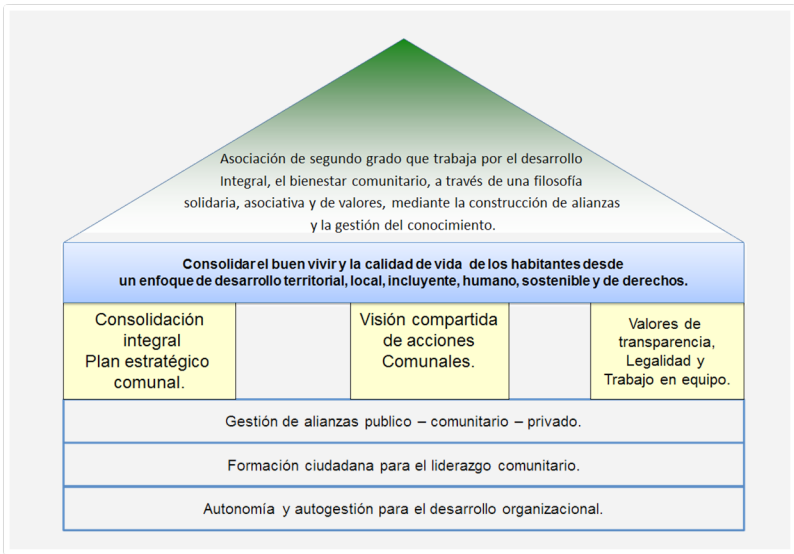 Asociación de segundo grado que trabaja por el desarrollo
Integral, el bienestar comunitario, a través de una filosofía
solidaria, asociativa y de valores, mediante la construcción de alianzas
y la gestión del conocimiento.
Consolidar el buen vivir y la calidad de vida de los habitantes desde
un enfoque de desarrollo territorial, local, incluyente, humano, sostenible y de derechos.
Consolidación
integral
Plan estratégico
comunal.
Visión compartida
de acciones
Comunales.
Valores de
transparencia,
Legalidad y
Trabajo en equipo.
Gestión de alianzas publico – comunitario – privado.
Formación ciudadana para el liderazgo comunitario.
Autonomía y autogestión para el desarrollo organizacional.